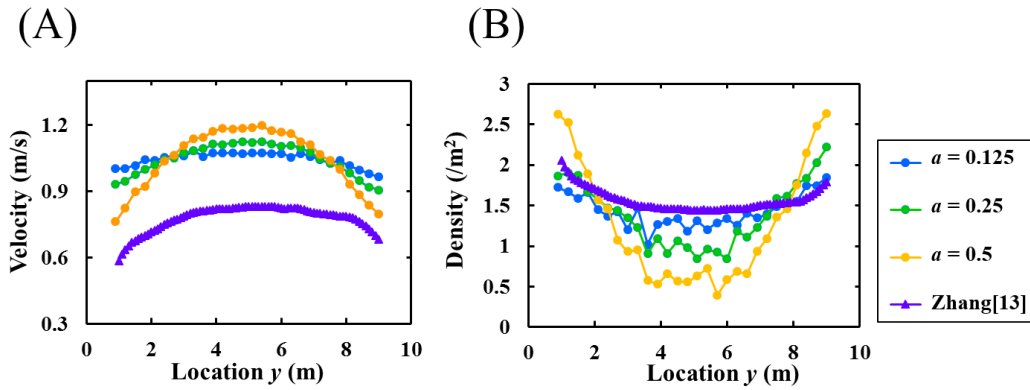 (A)
(B)
Velocity (m/s)
1.2
0.9
0.6
0.3
0 2 4 6 8 10
Location y (m)
Density (/m²)
3
2.5
2
1.5
1
0.5
0
0 2 4 6 8 10
Location y (m)
a = 0.125
a = 0.25
a = 0.5
Zhang[13]